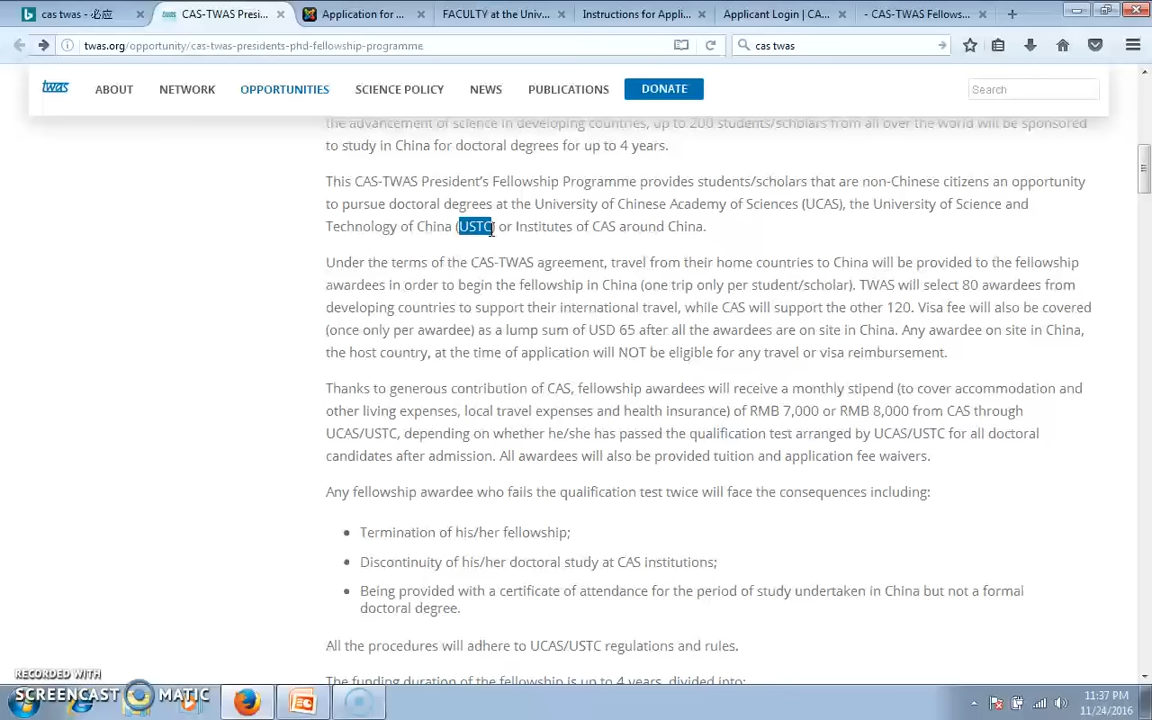 cas twas - 必应
CAS-TWAS Presi...
Application for ...
FACULTY at the Univ...
Instructions for Appli...
Applicant Login | CA...
- CAS-TWAS Fellows...
twas.org/opportunity/cas-twas-presidents-phd-fellowship-programme
cas twas
twas
ABOUT
NETWORK
OPPORTUNITIES
SCIENCE POLICY
NEWS
PUBLICATIONS
DONATE
Search
the advancement of science in developing countries, up to 200 students/scholars from all over the world will be sponsored
to study in China for doctoral degrees for up to 4 years.
This CAS-TWAS President's Fellowship Programme provides students/scholars that are non-Chinese citizens an opportunity
to pursue doctoral degrees at the University of Chinese Academy of Sciences (UCAS), the University of Science and
Technology of China (USTC) or Institutes of CAS around China.
Under the terms of the CAS-TWAS agreement, travel from their home countries to China will be provided to the fellowship
awardees in order to begin the fellowship in China (one trip only per student/scholar). TWAS will select 80 awardees from
developing countries to support their international travel, while CAS will support the other 120. Visa fee will also be covered
(once only per awardee) as a lump sum of USD 65 after all the awardees are on site in China. Any awardee on site in China,
the host country, at the time of application will NOT be eligible for any travel or visa reimbursement.
Thanks to generous contribution of CAS, fellowship awardees will receive a monthly stipend (to cover accommodation and
other living expenses, local travel expenses and health insurance) of RMB 7,000 or RMB 8,000 from CAS through
UCAS/USTC, depending on whether he/she has passed the qualification test arranged by UCAS/USTC for all doctoral
candidates after admission. All awardees will also be provided tuition and application fee waivers.
Any fellowship awardee who fails the qualification test twice will face the consequences including:
Termination of his/her fellowship;
Discontinuity of his/her doctoral study at CAS institutions;
Being provided with a certificate of attendance for the period of study undertaken in China but not a formal
doctoral degree.
All the procedures will adhere to UCAS/USTC regulations and rules.
The funding duration of the fellowship is up to 4 years, divided into:
RECORDED WITH
SCREENCAST MATIC
11:37 PM
11/24/2016